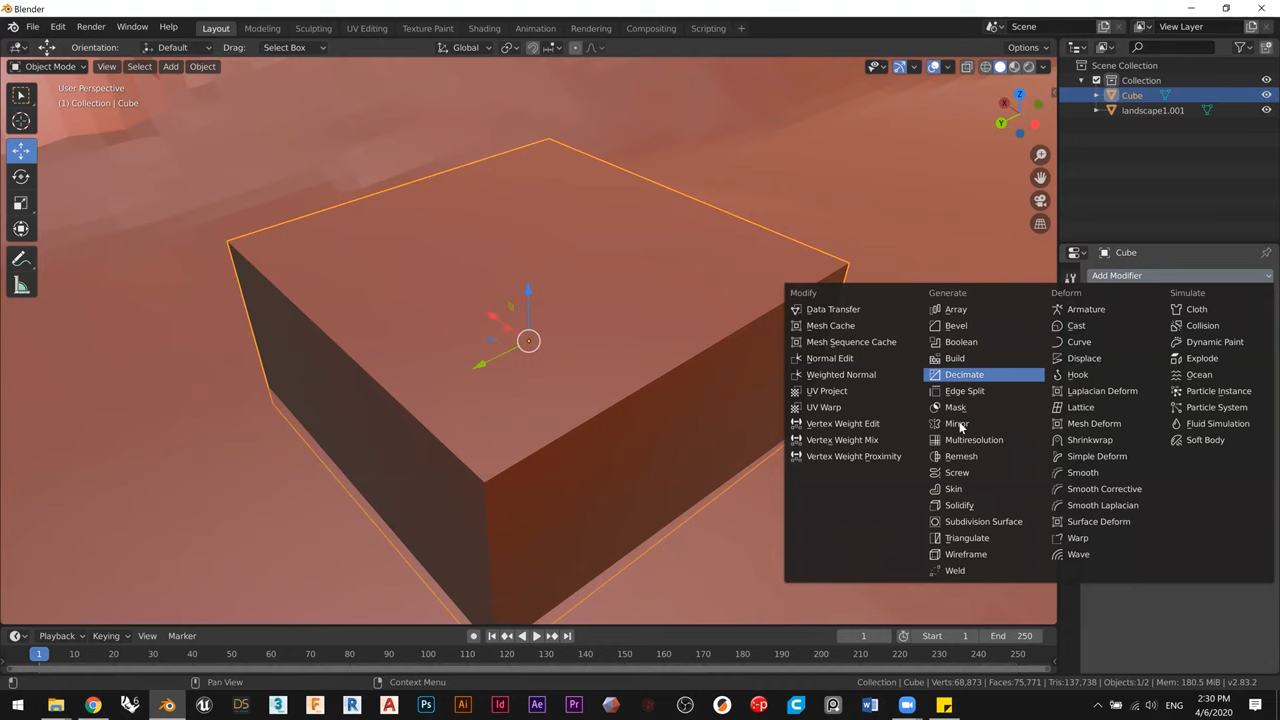 Blender
File Edit Render Window Help Layout Modeling Sculpting UV Editing Texture Paint Shading Animation Rendering Compositing Scripting + Scene View Layer
Orientation: Default Drag: Select Box Global Options
Object Mode View Select Add Object
User Perspective
(1) Collection | Cube
Z
X
Y
Scene Collection
Collection
Cube
landscape1.001
Cube
Add Modifier
Modify Generate Deform Simulate
Data Transfer Array Armature Cloth
Mesh Cache Bevel Cast Collision
Mesh Sequence Cache Boolean Curve Dynamic Paint
Normal Edit Build Displace Explode
Weighted Normal Decimate Hook Ocean
UV Project Edge Split Laplacian Deform Particle Instance
UV Warp Mask Lattice Particle System
Vertex Weight Edit Mirror Mesh Deform Fluid Simulation
Vertex Weight Mix Multiresolution Shrinkwrap Soft Body
Vertex Weight Proximity Remesh Simple Deform
Screw Smooth
Skin Smooth Corrective
Solidify Smooth Laplacian
Subdivision Surface Surface Deform
Triangulate Warp
Wireframe Wave
Weld
Playback Keying View Marker 1 Start 1 End 250
1 10 20 30 40 50 60 70 80 90 100 110 120 130 140 150 160 170 180 190 200 210 220 230 240 250
Pan View Context Menu Collection | Cube | Verts:68,873 | Faces:75,771 | Tris:137,738 | Objects:1/2 | Mem: 180.5 MiB | v2.83.2
DS 3 F R A Ps Ai Id Ae Pr W ENG 2:30 PM
4/6/2020